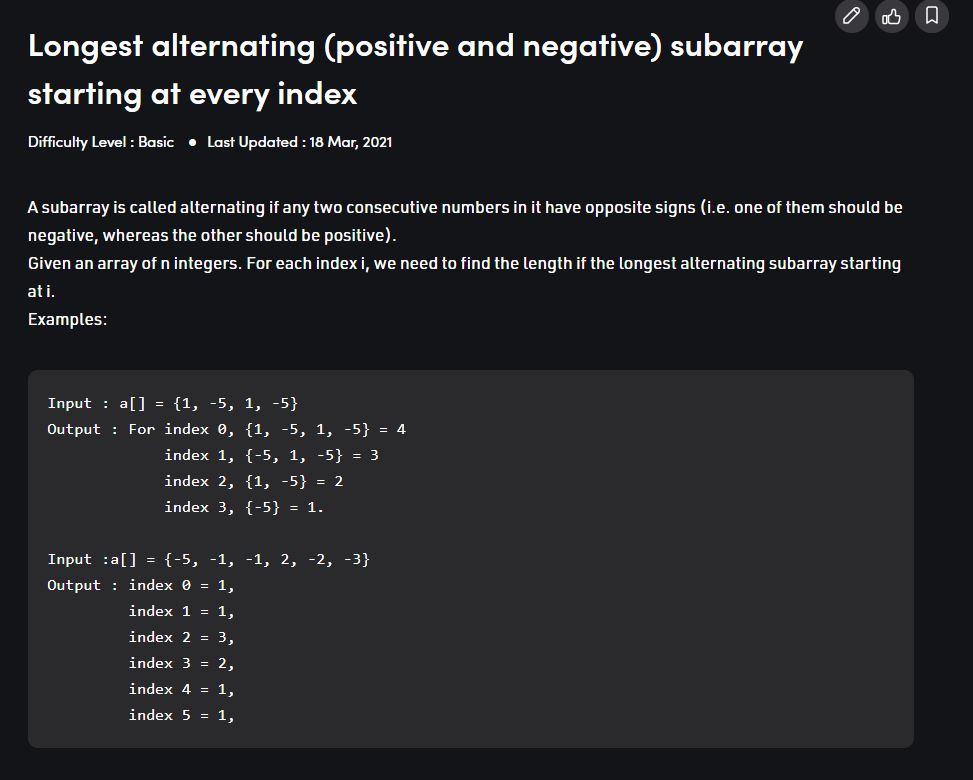 Longest alternating (positive and negative) subarray
starting at every index
Difficulty Level : Basic ● Last Updated : 18 Mar, 2021
A subarray is called alternating if any two consecutive numbers in it have opposite signs (i.e. one of them should be
negative, whereas the other should be positive).
Given an array of n integers. For each index i, we need to find the length if the longest alternating subarray starting
at i.
Examples:
Input : a[] = {1, -5, 1, -5}
Output : For index 0, {1, -5, 1, -5} = 4
index 1, {-5, 1, -5} = 3
index 2, {1, -5} = 2
index 3, {-5} = 1.
Input :a[] = {-5, -1, -1, 2, -2, -3}
Output : index 0 = 1,
index 1 = 1,
index 2 = 3,
index 3 = 2,
index 4 = 1,
index 5 = 1,